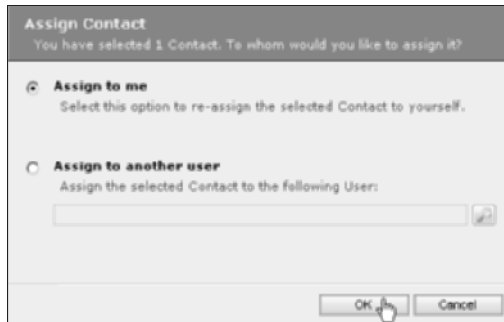 Assign Contact
You have selected 1 Contact. To whom would you like to assign it?
Assign to me
Select this option to re-assign the selected Contact to yourself.
Assign to another user
Assign the selected Contact to the following User:
OK
Cancel